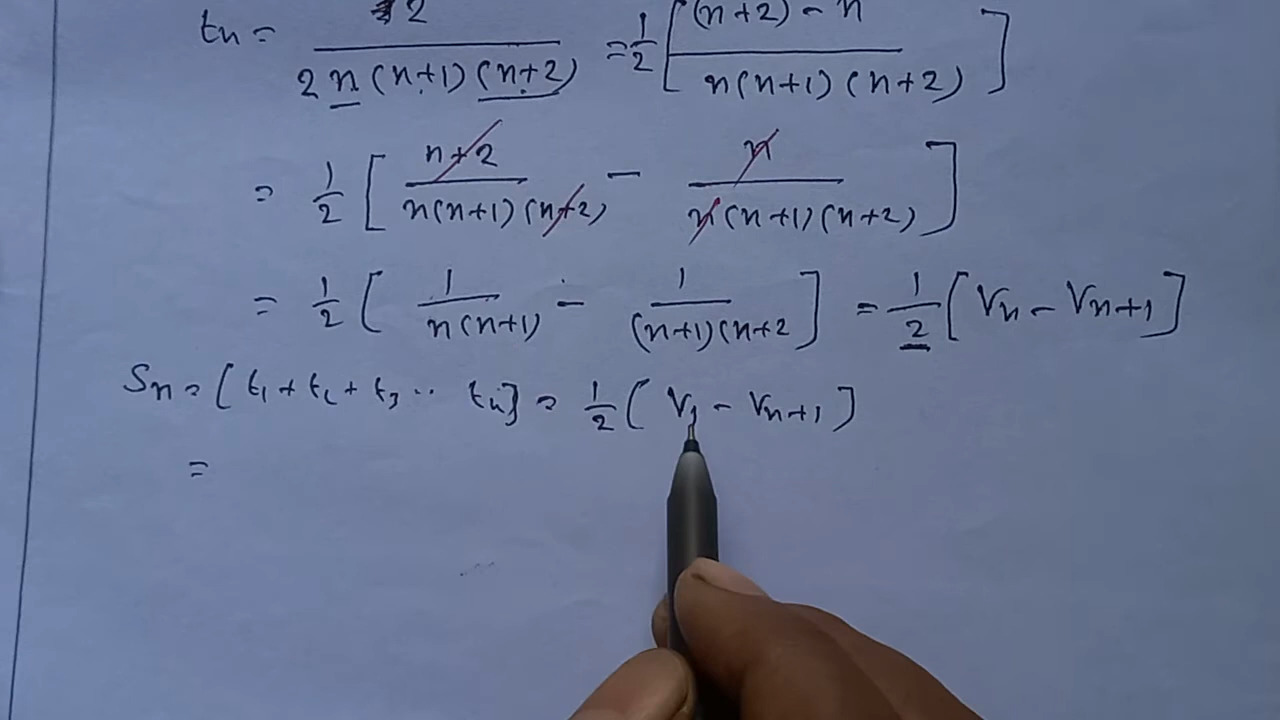 tn = 2 / 2n(n+1)(n+2) = 1/2 [ (n+2) - n / n(n+1)(n+2) ]
= 1/2 [ n+2 / n(n+1)(n+2) - n / n(n+1)(n+2) ]
= 1/2 [ 1 / n(n+1) - 1 / (n+1)(n+2 ] = 1/2 [ Vn - Vn+1 ]
Sn = [ t1 + t2 + t3 .. tn ] = 1/2 ( V1 - Vn+1 ]
=